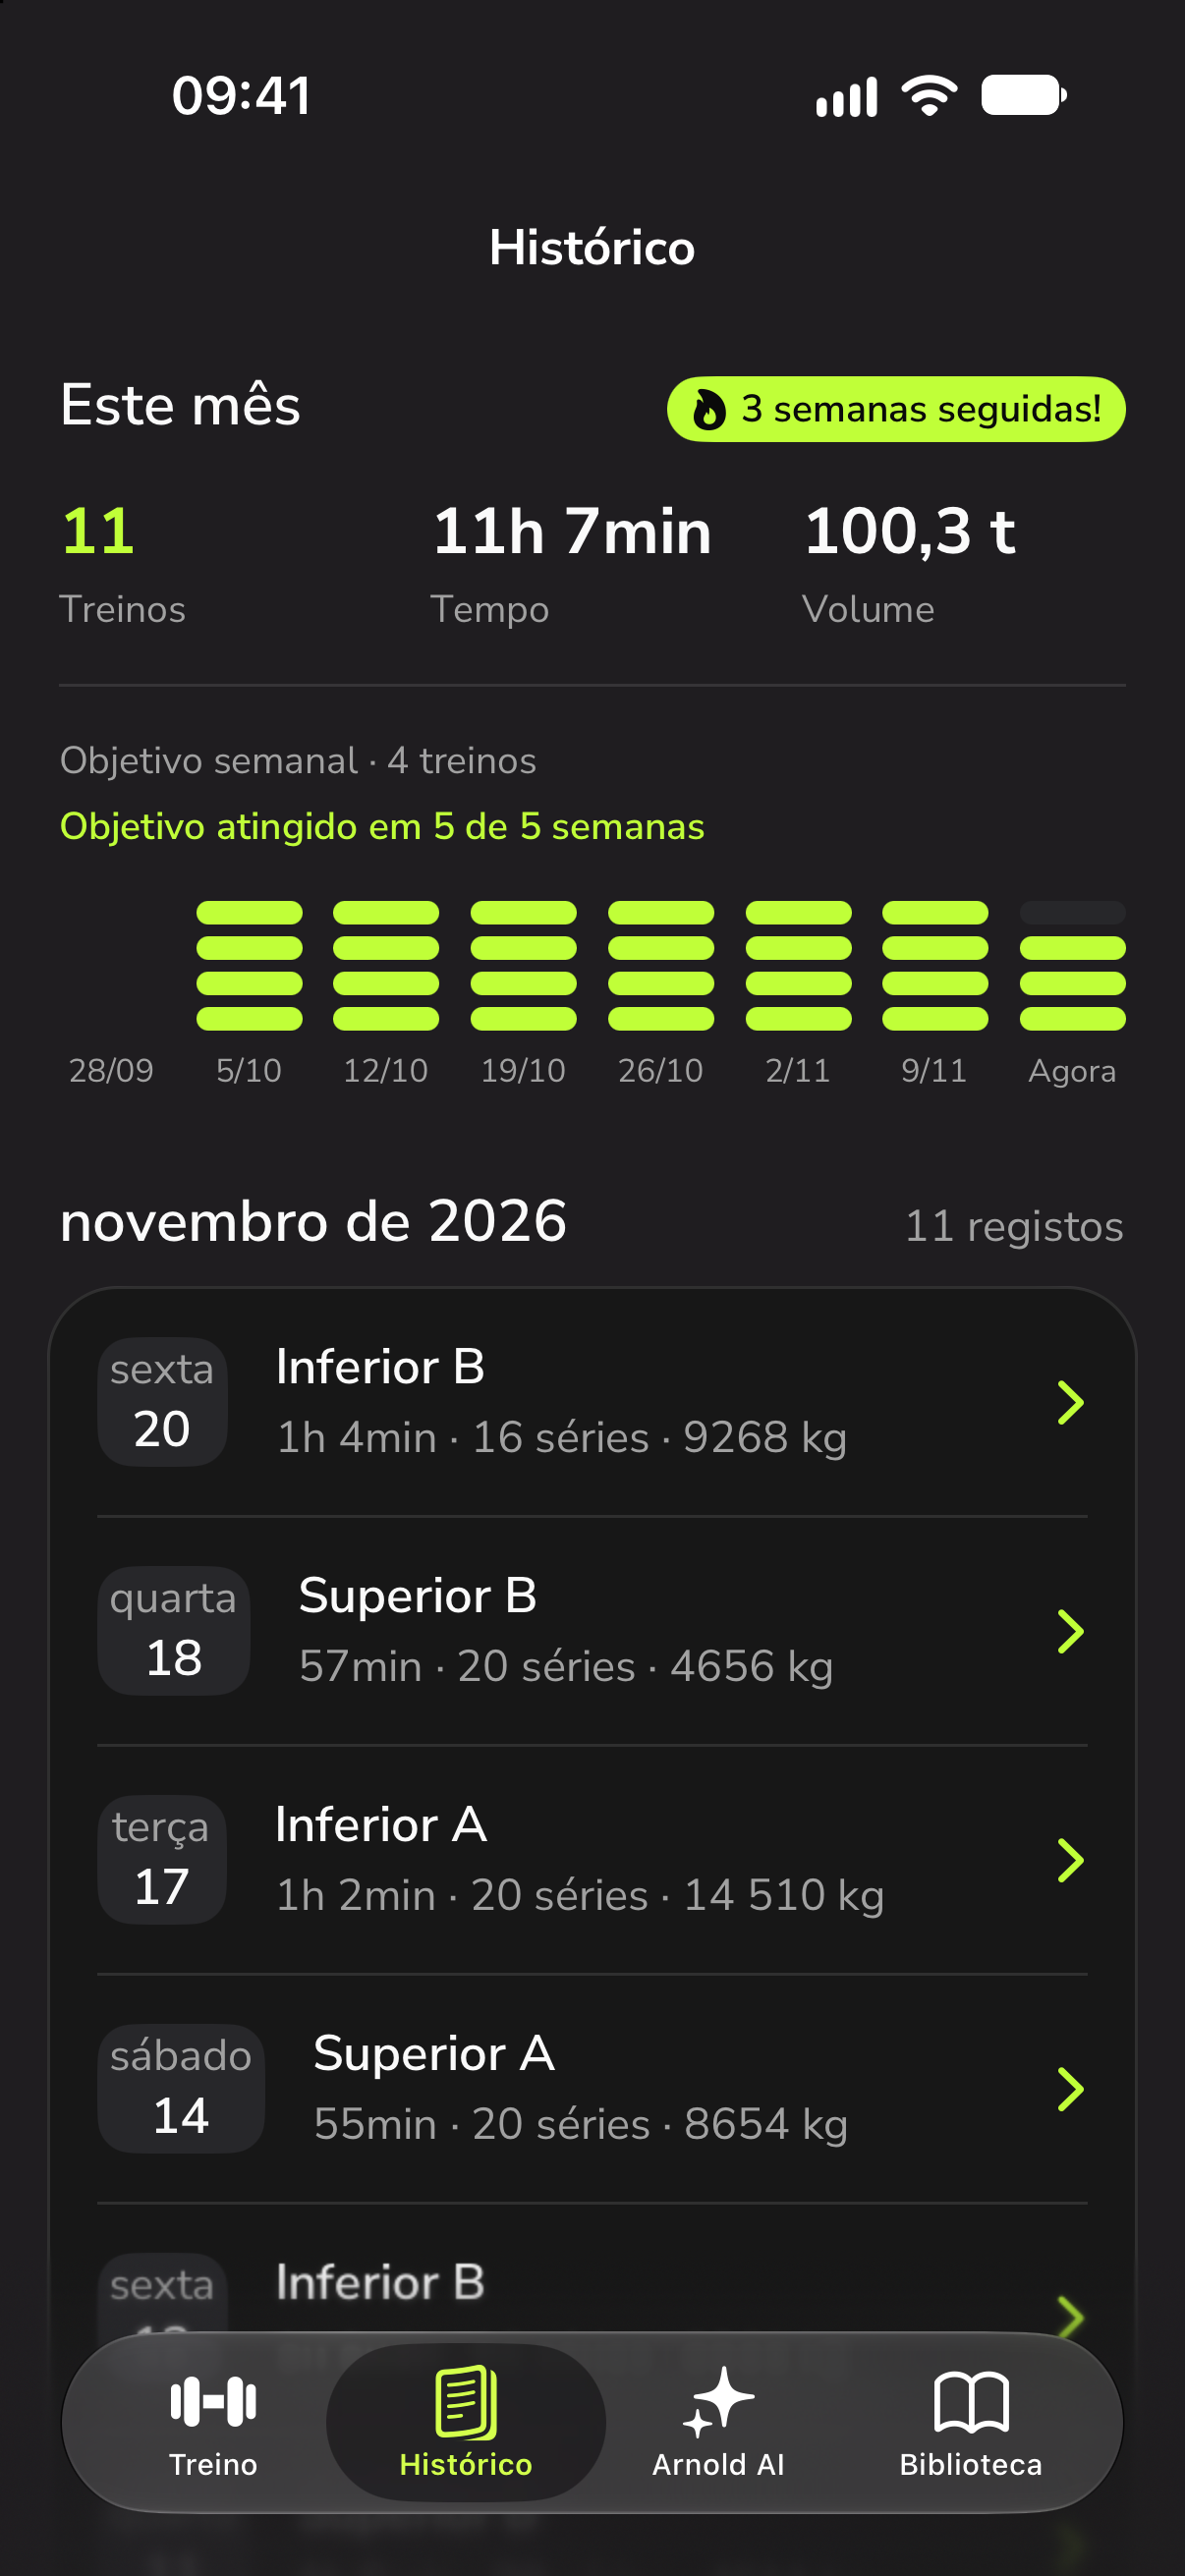 09:41
Histórico
Este mês
3 semanas seguidas!
11
11h 7min
100,3 t
Treinos
Tempo
Volume
Objetivo semanal · 4 treinos
Objetivo atingido em 5 de 5 semanas
28/09
5/10
12/10
19/10
26/10
2/11
9/11
Agora
novembro de 2026
11 registos
sexta
20
Inferior B
1h 4min · 16 séries · 9268 kg
quarta
18
Superior B
57min · 20 séries · 4656 kg
terça
17
Inferior A
1h 2min · 20 séries · 14 510 kg
sábado
14
Superior A
55min · 20 séries · 8654 kg
sexta
Inferior B
Treino
Histórico
Arnold AI
Biblioteca